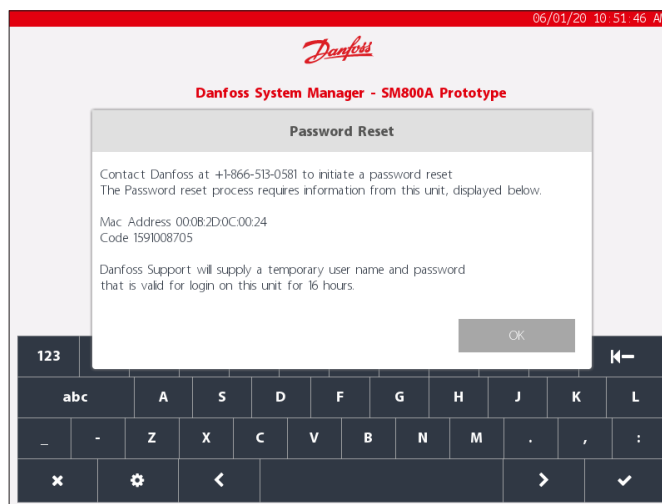 06/01/20 10:51:46 AM
Danfoss
Danfoss System Manager - SM800A Prototype
Password Reset
Contact Danfoss at +1-866-513-0581 to initiate a password reset
The Password reset process requires information from this unit, displayed below.
Mac Address 00:0B:2D:0C:00:24
Code 1591008705
Danfoss Support will supply a temporary user name and password
that is valid for login on this unit for 16 hours.
OK
123
abc A S D F G H J K L
_ - Z X C V B N M . , :